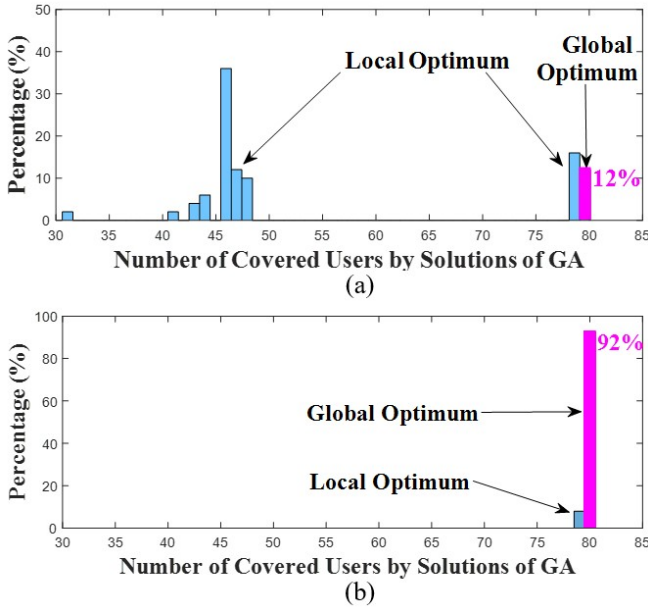 50
40
30
20
10
0
Percentage (%)
Local Optimum
Global
Optimum
12%
30 35 40 45 50 55 60 65 70 75 80 85
Number of Covered Users by Solutions of GA
(a)
100
80
60
40
20
0
Percentage (%)
92%
Global Optimum
Local Optimum
30 35 40 45 50 55 60 65 70 75 80 85
Number of Covered Users by Solutions of GA
(b)